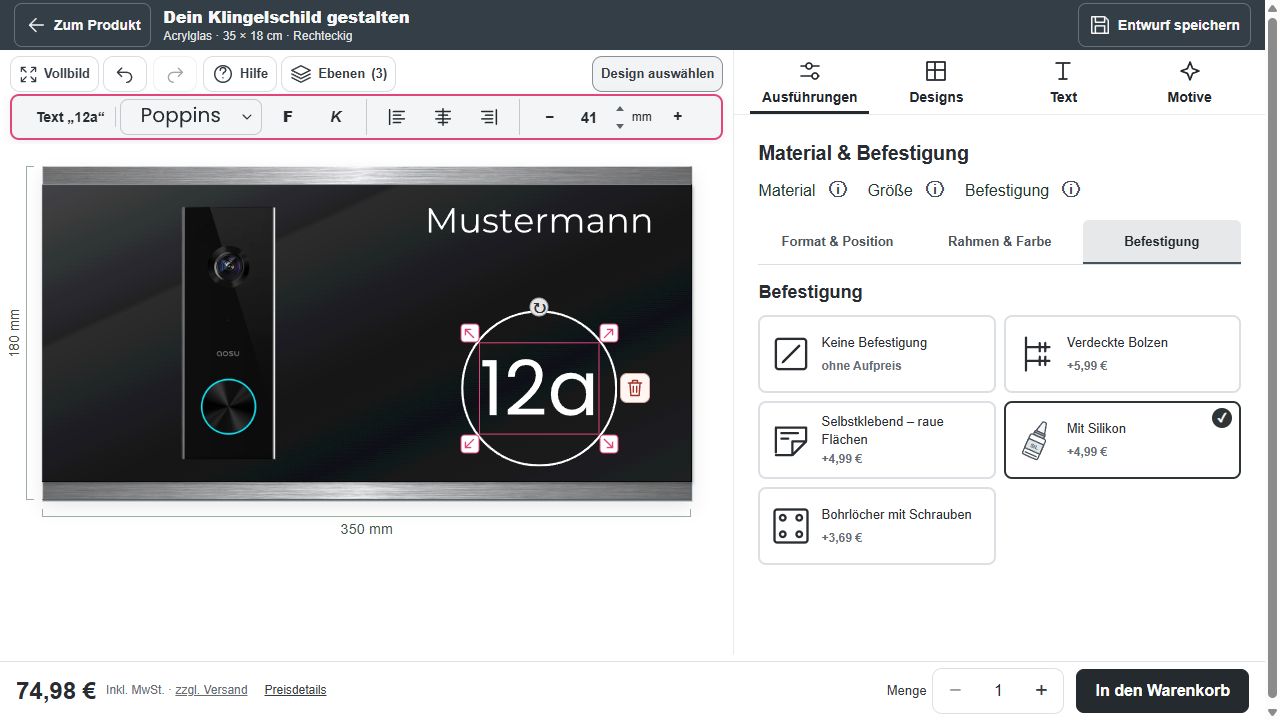 Zum Produkt
Dein Klingelschild gestalten
Acrylglas · 35 × 18 cm · Rechteckig
Entwurf speichern
Vollbild
Hilfe
Ebenen (3)
Design auswählen
Text „12a“
Poppins
F
K
− 41 mm +
180 mm
Mustermann
aosu
12a
350 mm
Ausführungen
Designs
Text
Motive
Material & Befestigung
Material
Größe
Befestigung
Format & Position
Rahmen & Farbe
Befestigung
Befestigung
Keine Befestigung
ohne Aufpreis
Verdeckte Bolzen
+5,99 €
Selbstklebend – raue
Flächen
+4,99 €
Mit Silikon
+4,99 €
Bohrlöcher mit Schrauben
+3,69 €
74,98 € Inkl. MwSt. · zzgl. Versand Preisdetails
Menge − 1 +
In den Warenkorb